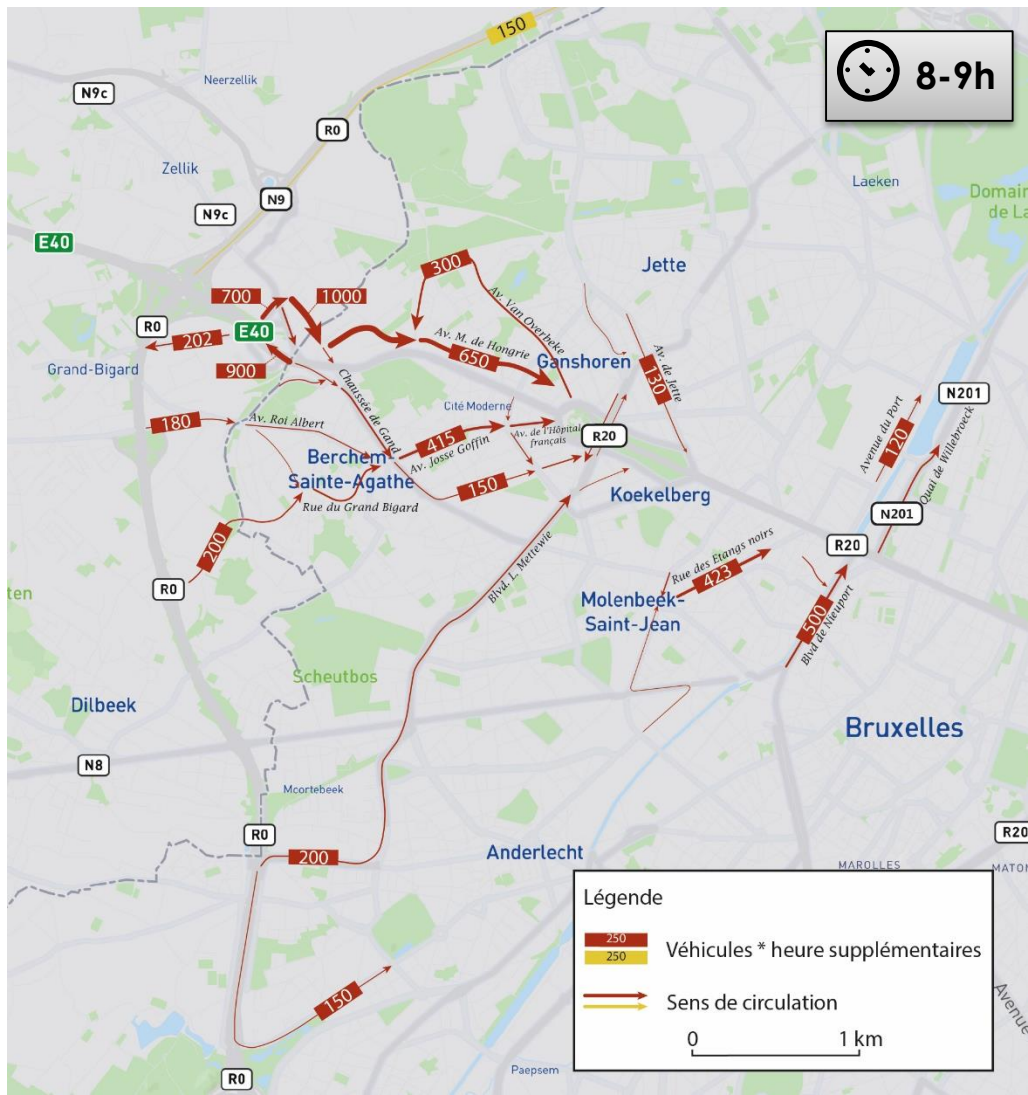 150
8-9h
Neerzellik
N9c
R0
Zellik
Laeken
N9
Domain
de La
N9c
E40
Jette
300
700
1000
R0
E40
202
Av. Van Overbeke
Av. M. de Hongrie
650
Ganshoren
Grand-Bigard
900
Av. de Jette
130
Chaussée de Gand
N201
Cité Moderne
180
Av. Roi Albert
415
Av. de l'Hôpital
français
R20
Avenue du Port
120
Berchem-
Sainte-Agathe
Av. Josse Goffin
Quai de Willebroeck
150
Koekelberg
Rue du Grand Bigard
N201
200
R20
Rue des Etangs noirs
423
Blvd. L. Mettewie
R0
ten
Molenbeek-
Saint-Jean
500
Blvd de Nieuport
Scheutbos
Dilbeek
Bruxelles
N8
Mcortebeek
R0
R20
200
Anderlecht
MAROLLES
MATON
Légende
250
250
Véhicules * heure supplémentaires
150
Sens de circulation
Avenue
0
1 km
Paepsem
R0